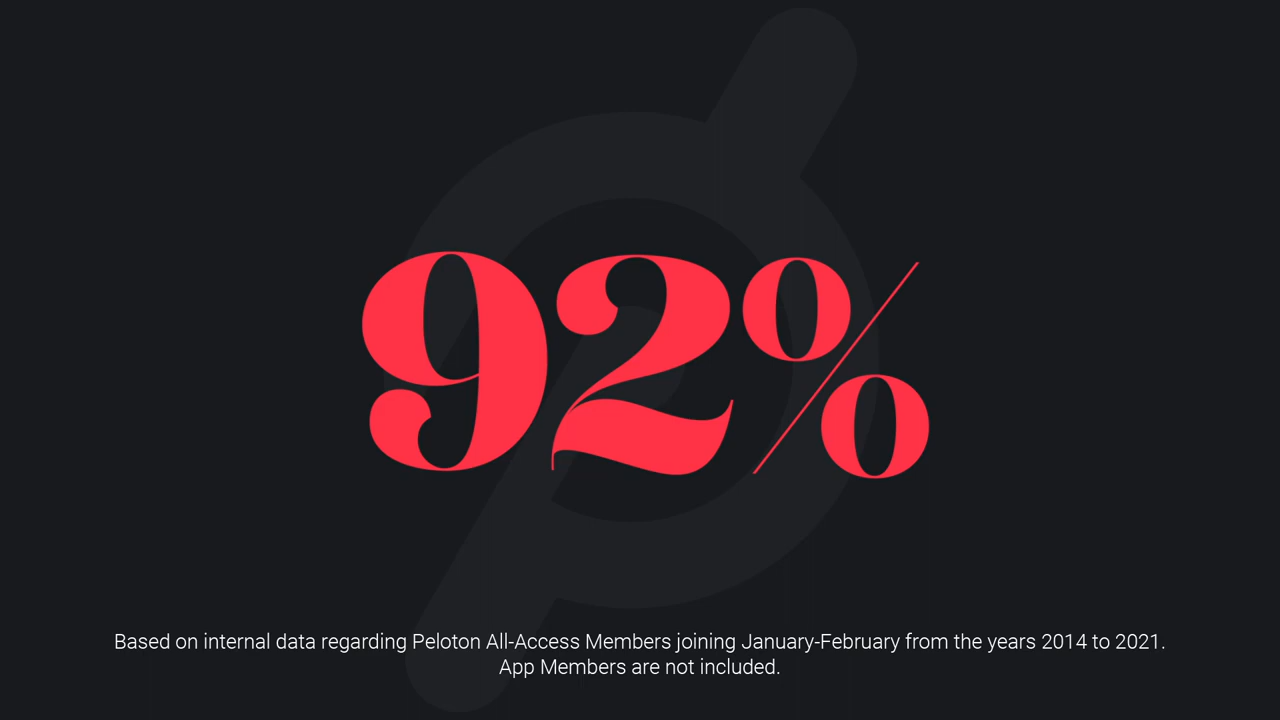 92%
Based on internal data regarding Peloton All-Access Members joining January-February from the years 2014 to 2021.
App Members are not included.